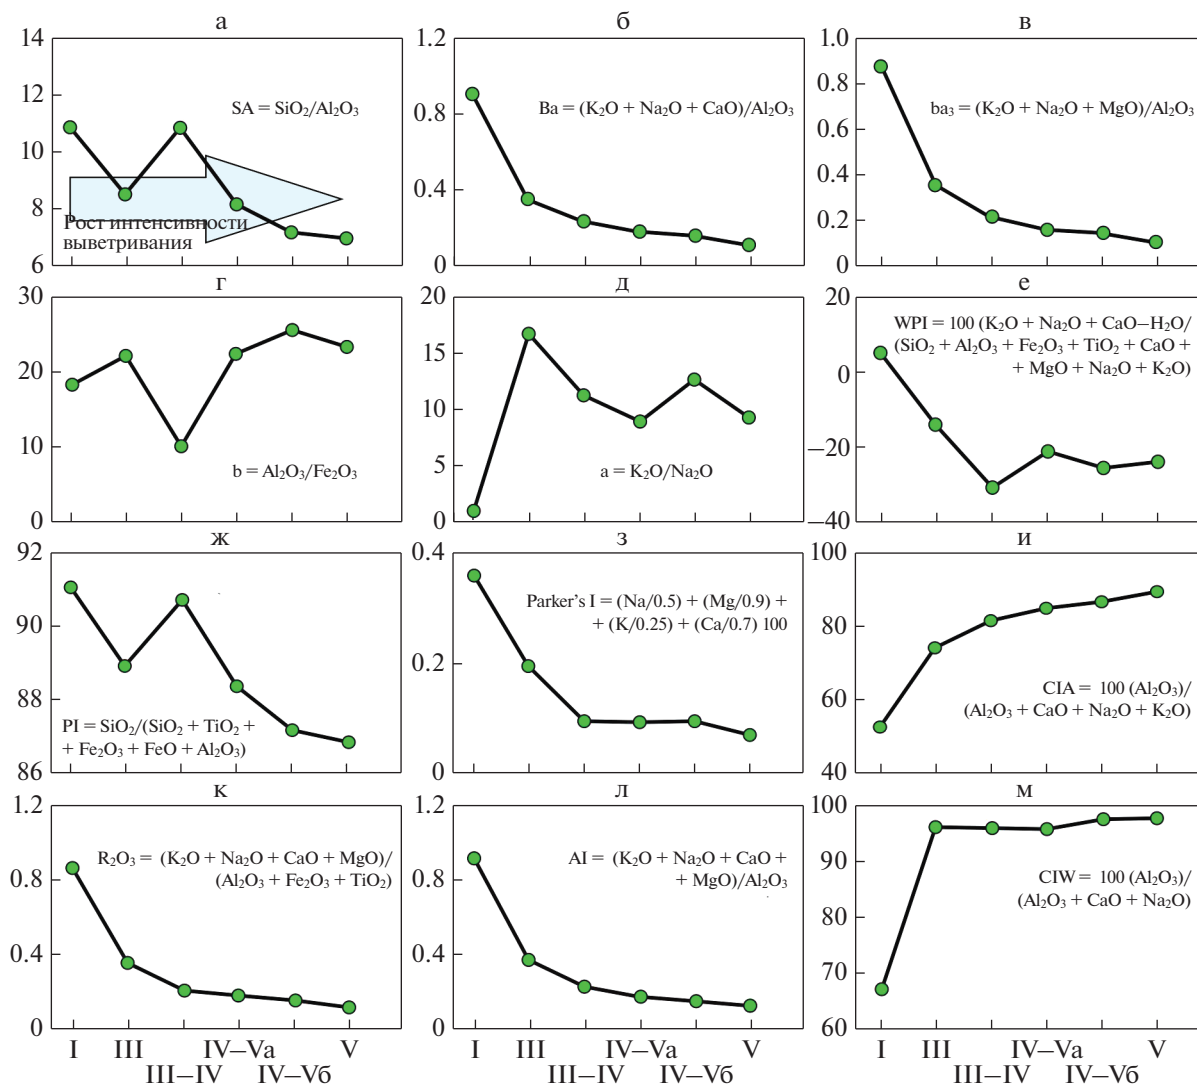 а
14
12
10
8
6
SA = SiO₂/Al₂O₃
Рост интенсивности
выветривания
б
1.2
0.8
0.4
0
Ba = (K₂O + Na₂O + CaO)/Al₂O₃
в
1.0
0.8
0.6
0.4
0.2
0
ba₃ = (K₂O + Na₂O + MgO)/Al₂O₃
г
30
20
10
0
b = Al₂O₃/Fe₂O₃
д
20
15
10
5
0
a = K₂O/Na₂O
е
20
0
−20
−40
WPI = 100 (K₂O + Na₂O + CaO–H₂O/
(SiO₂ + Al₂O₃ + Fe₂O₃ + TiO₂ + CaO +
+ MgO + Na₂O + K₂O)
ж
92
90
88
86
PI = SiO₂/(SiO₂ + TiO₂ +
+ Fe₂O₃ + FeO + Al₂O₃)
з
0.4
0.2
0
Parker's I = (Na/0.5) + (Mg/0.9) +
+ (K/0.25) + (Ca/0.7) 100
и
100
80
60
40
CIA = 100 (Al₂O₃)/
(Al₂O₃ + CaO + Na₂O + K₂O)
к
1.2
0.8
0.4
0
R₂O₃ = (K₂O + Na₂O + CaO + MgO)/
(Al₂O₃ + Fe₂O₃ + TiO₂)
I III IV–Va V
III–IV IV–Vб
л
1.2
0.8
0.4
0
AI = (K₂O + Na₂O + CaO +
+ MgO)/Al₂O₃
I III IV–Va V
III–IV IV–Vб
м
100
90
80
70
60
CIW = 100 (Al₂O₃)/
(Al₂O₃ + CaO + Na₂O)
I III IV–Va V
III–IV IV–Vб